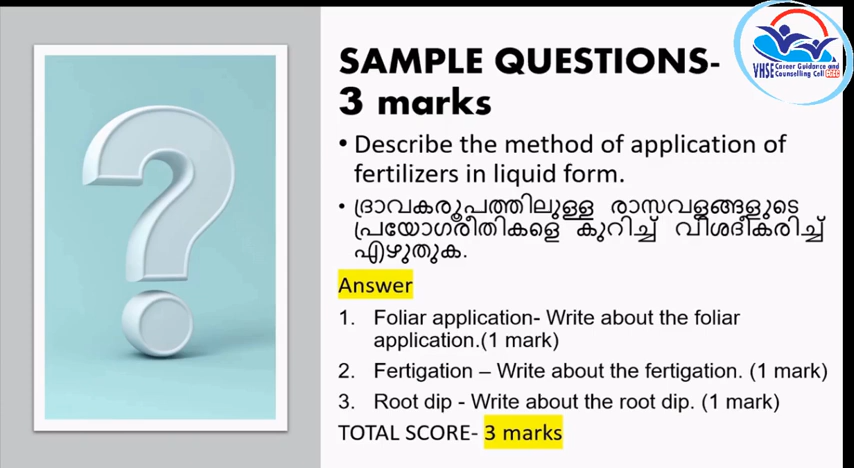 SAMPLE QUESTIONS-
3 marks
VHSE Career Guidance and
Counselling Cell CGCC
• Describe the method of application of
fertilizers in liquid form.
• ദ്രാവകരൂപത്തിലുള്ള രാസവളങ്ങളുടെ
പ്രയോഗരീതികളെ കുറിച്ച് വിശദീകരിച്ച്
എഴുതുക.
Answer
1. Foliar application- Write about the foliar
application.(1 mark)
2. Fertigation – Write about the fertigation. (1 mark)
3. Root dip - Write about the root dip. (1 mark)
TOTAL SCORE- 3 marks